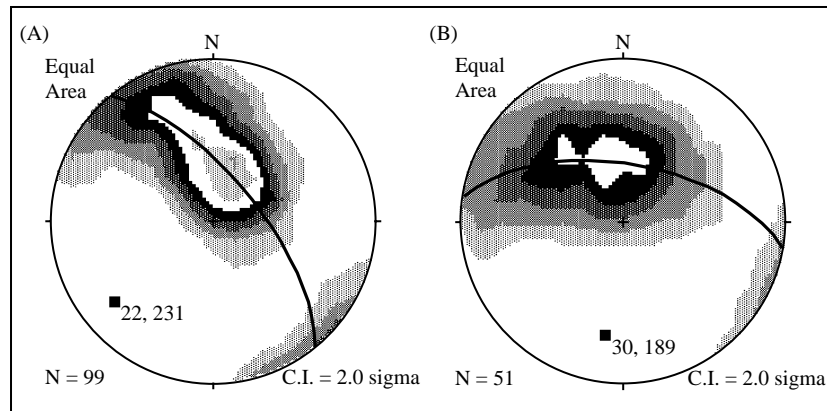 (A)
N
Equal
Area
22, 231
N = 99
C.I. = 2.0 sigma
(B)
N
Equal
Area
30, 189
N = 51
C.I. = 2.0 sigma